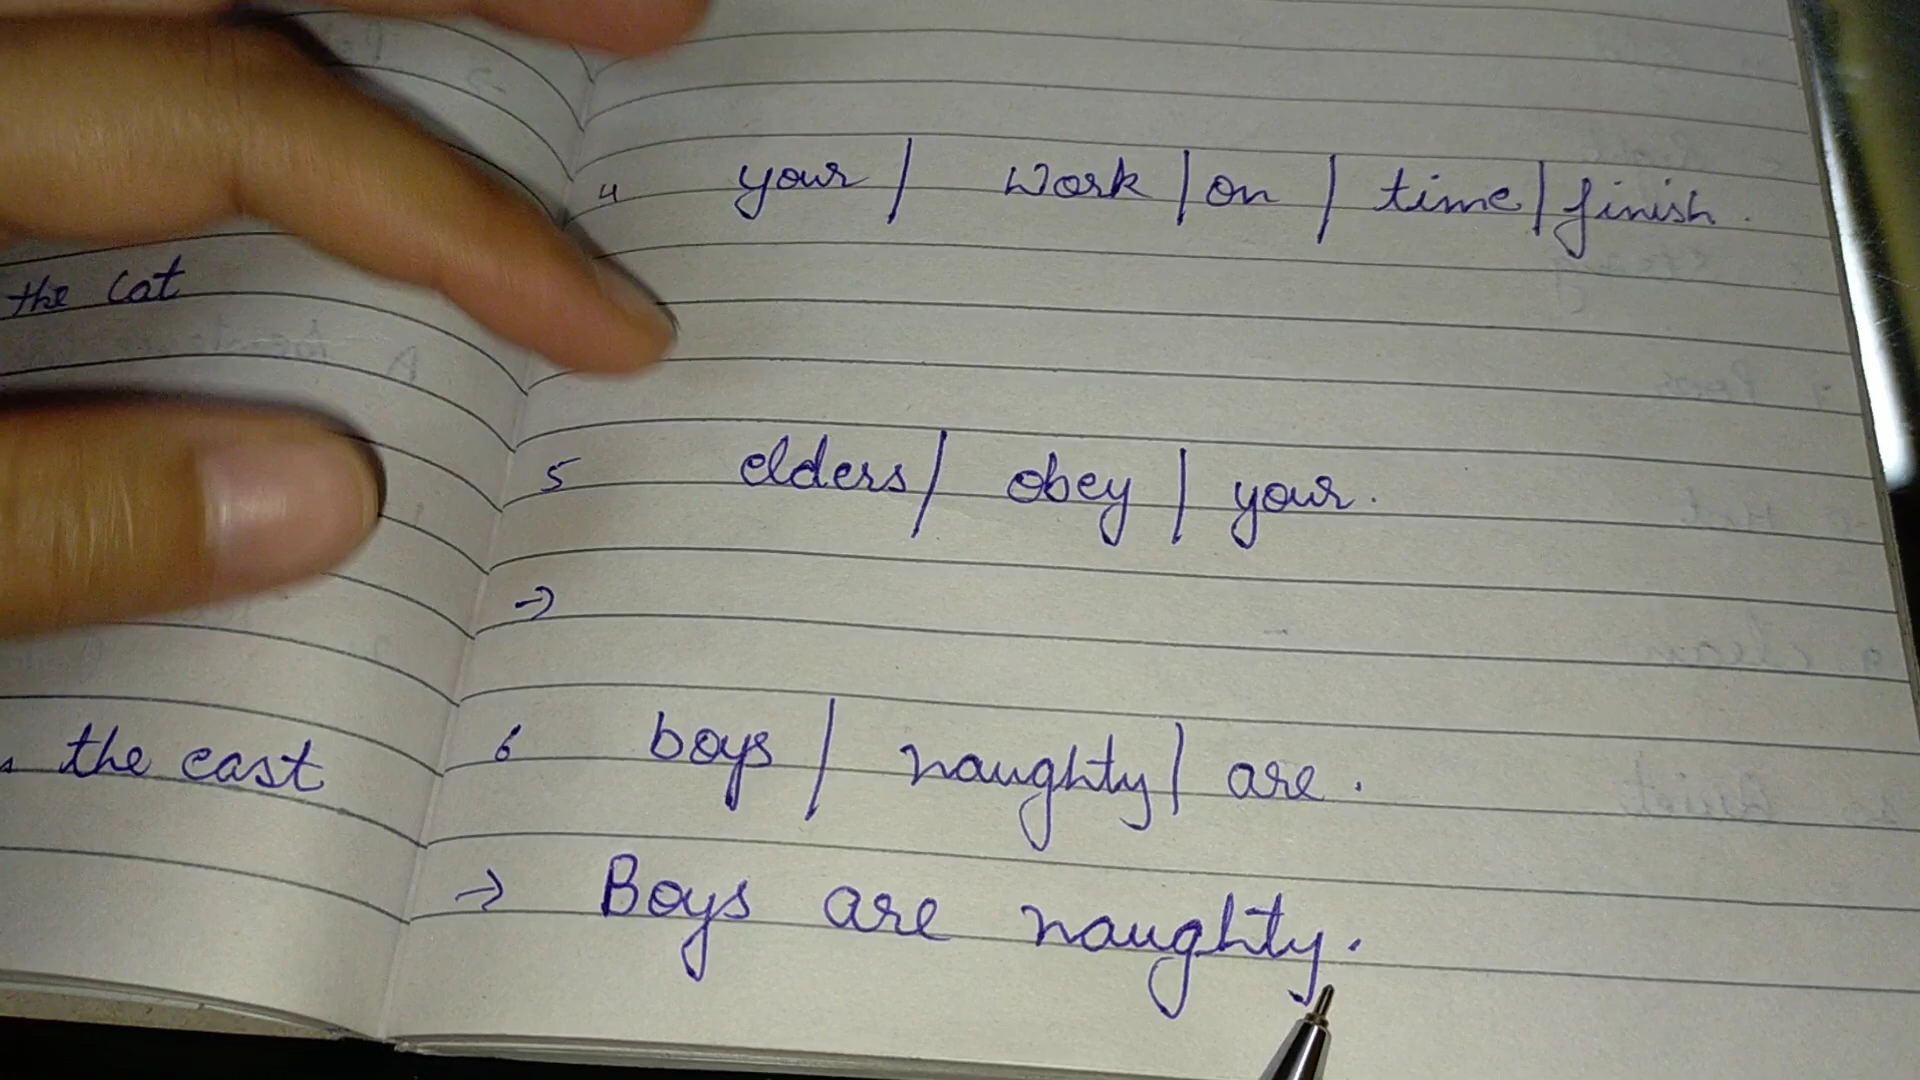 the cat
the east
4 your / work / on / time / finish.
5 elders / obey / your.
→
6 boys / naughty / are.
→ Boys are naughty.